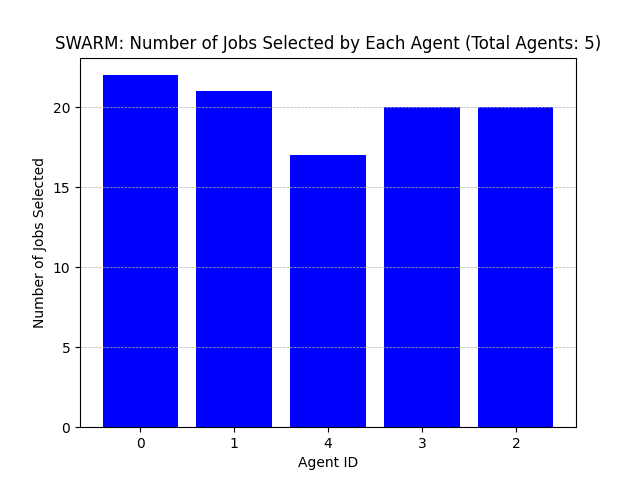 SWARM: Number of Jobs Selected by Each Agent (Total Agents: 5)
Number of Jobs Selected
20
15
10
5
0
0 1 4 3 2
Agent ID